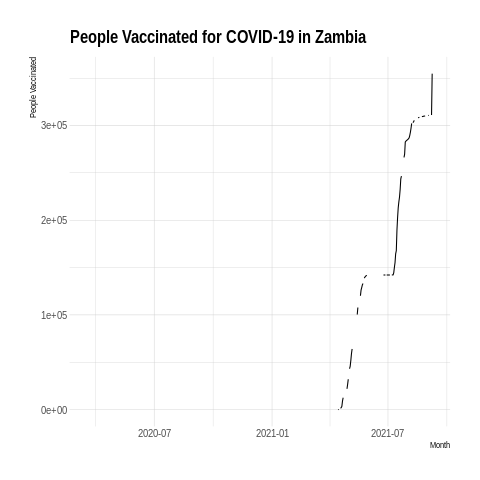 People Vaccinated for COVID-19 in Zambia
People Vaccinated
3e+05
2e+05
1e+05
0e+00
2020-07 2021-01 2021-07
Month